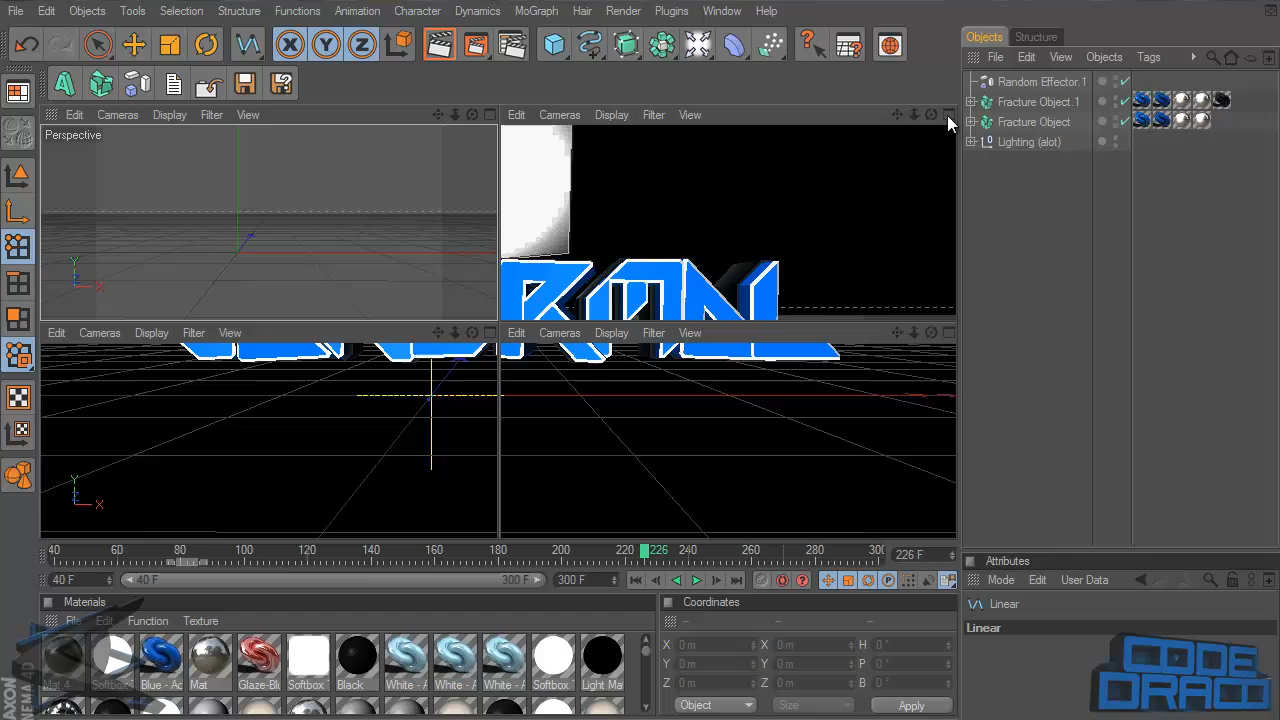 File Edit Objects Tools Selection Structure Functions Animation Character Dynamics MoGraph Hair Render Plugins Window Help
Objects Structure
File Edit View Objects Tags
Random Effector.1
Fracture Object.1
Fracture Object
Lighting (alot)
Edit Cameras Display Filter View
Edit Cameras Display Filter View
Perspective
Edit Cameras Display Filter View
Edit Cameras Display Filter View
Y
X
Y
X
40 60 80 100 120 140 160 180 200 220 226 240 260 280 300
226 F
40 F 40 F 300 F 300 F
Materials
File Edit Function Texture
Mat 4 Softbox Blue - Ac Mat Glaze-Blu Softbox Black White - A White - A White - A Softbox Light Ma
Coordinates
X 0 m X 0 m H 0 °
Y 0 m Y 0 m P 0 °
Z 0 m Z 0 m B 0 °
Object Size Apply
Attributes
Mode Edit User Data
Linear
Linear
CODE
DRACO